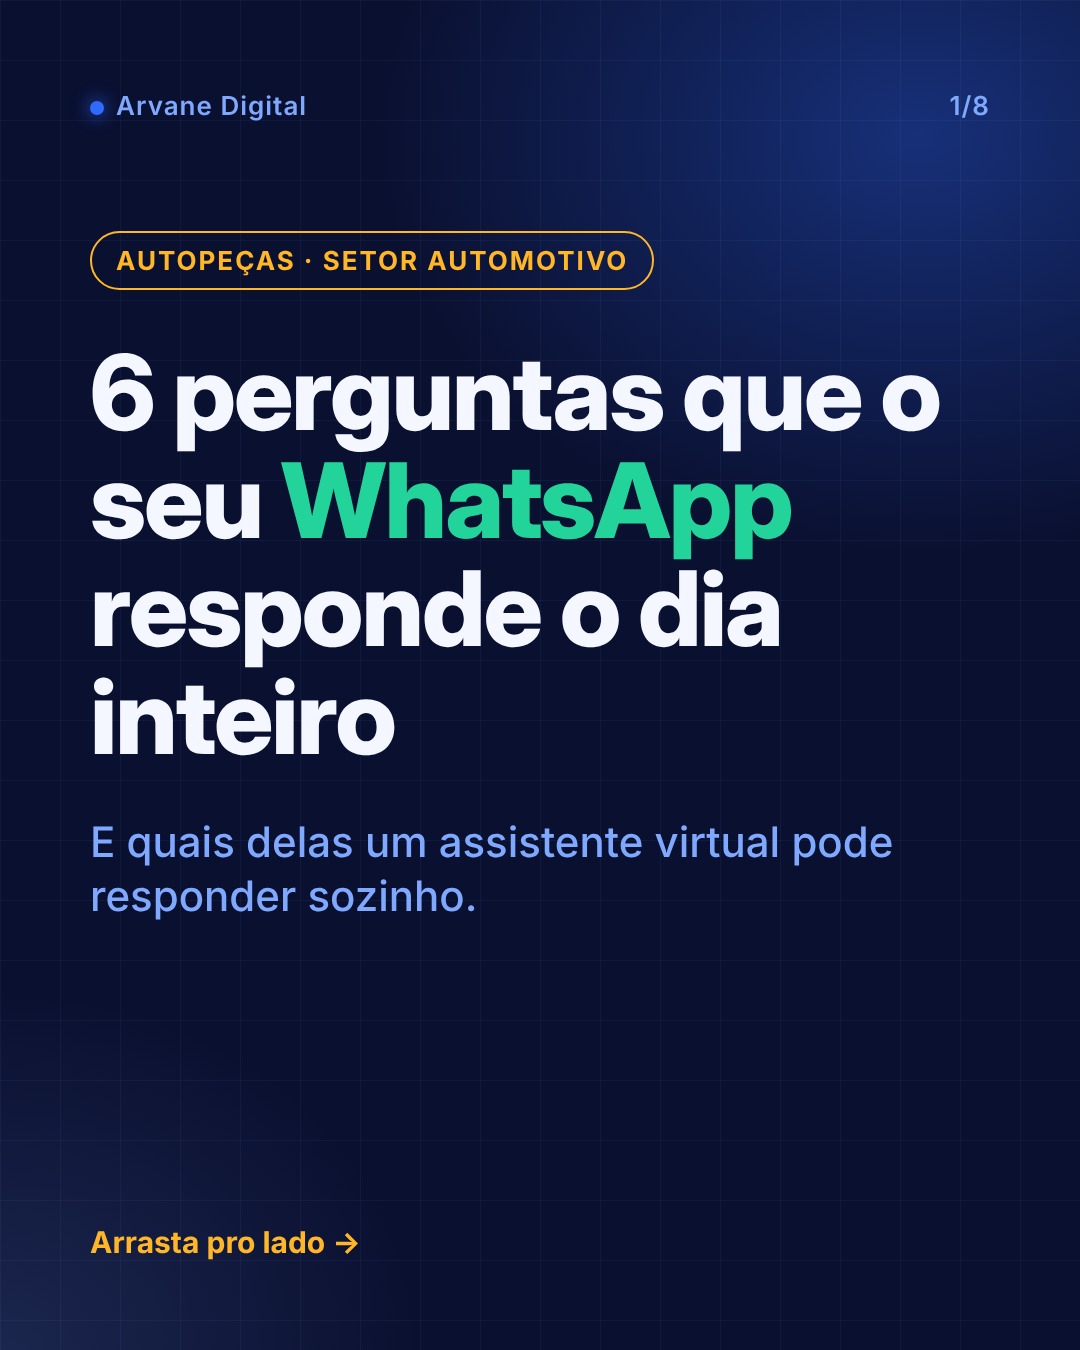 Arvane Digital
1/8
AUTOPEÇAS · SETOR AUTOMOTIVO
6 perguntas que o
seu WhatsApp
responde o dia
inteiro
E quais delas um assistente virtual pode
responder sozinho.
Arrasta pro lado →